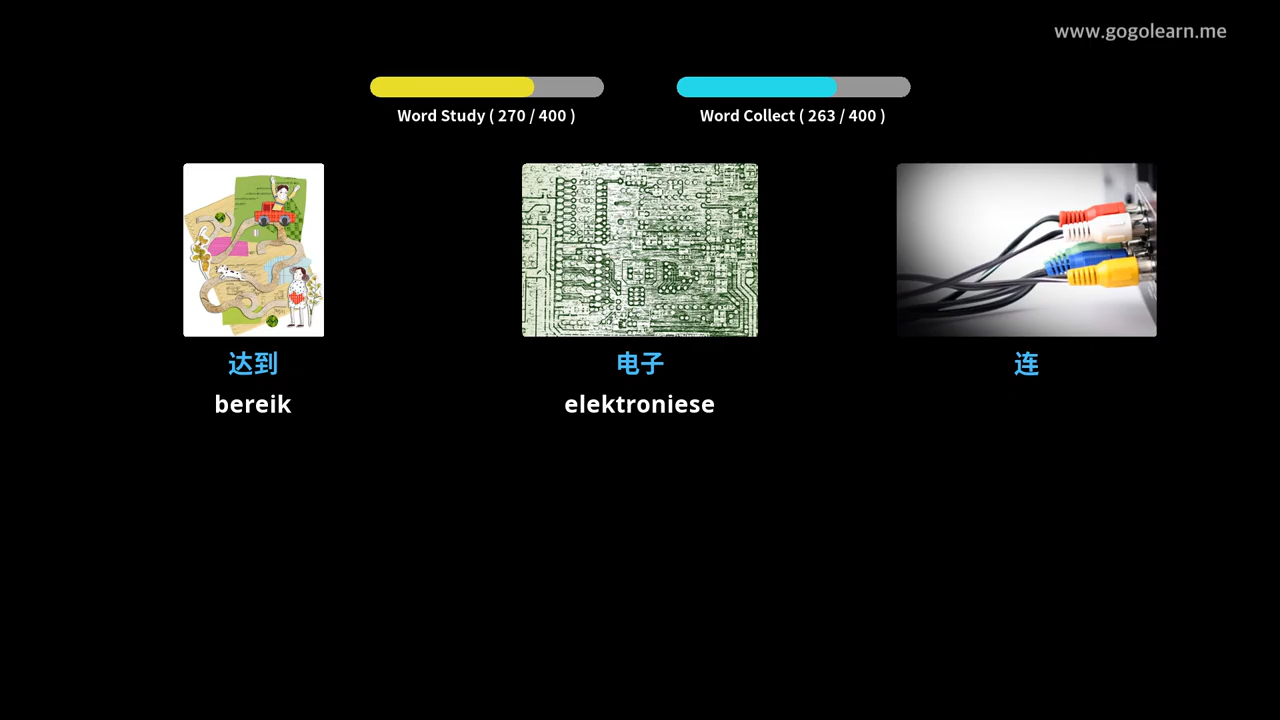 www.gogolearn.me
Word Study ( 270 / 400 )
Word Collect ( 263 / 400 )
达到
电子
连
bereik
elektroniese